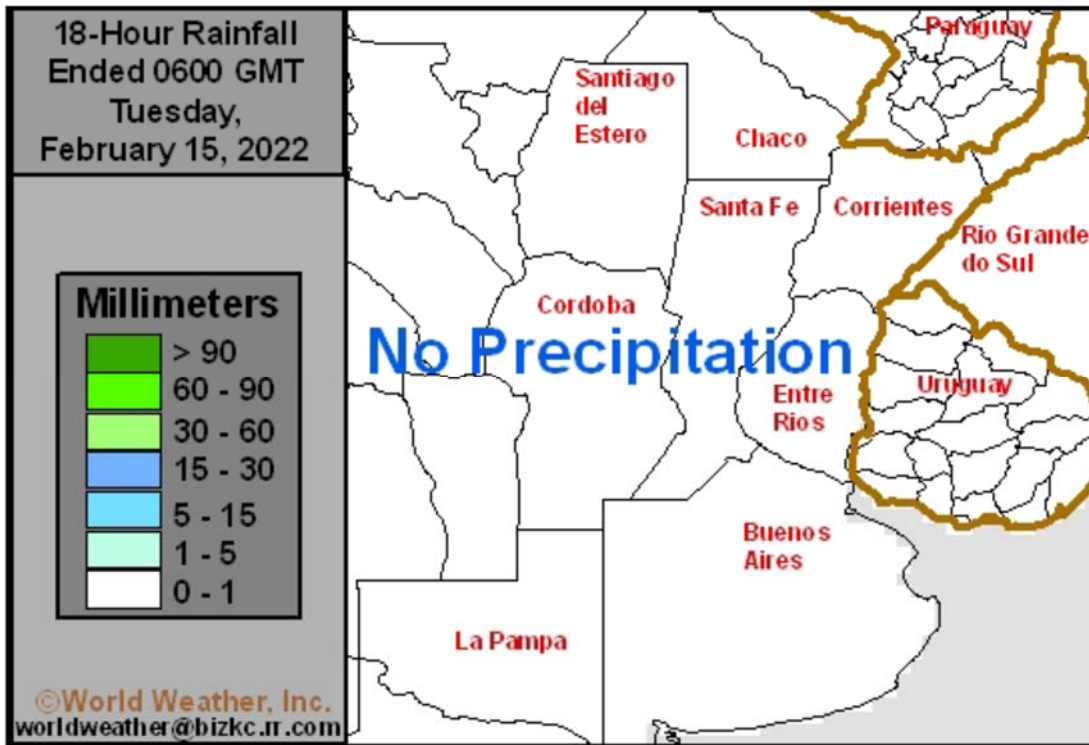 18-Hour Rainfall
Ended 0600 GMT
Tuesday,
February 15, 2022
Millimeters
> 90
60 - 90
30 - 60
15 - 30
5 - 15
1 - 5
0 - 1
©World Weather, Inc.
worldweather@bizkc.rr.com
Paraguay
Santiago
del
Estero
Chaco
Santa Fe
Corrientes
Rio Grande
do Sul
Cordoba
No Precipitation
Uruguay
Entre
Rios
Buenos
Aires
La Pampa